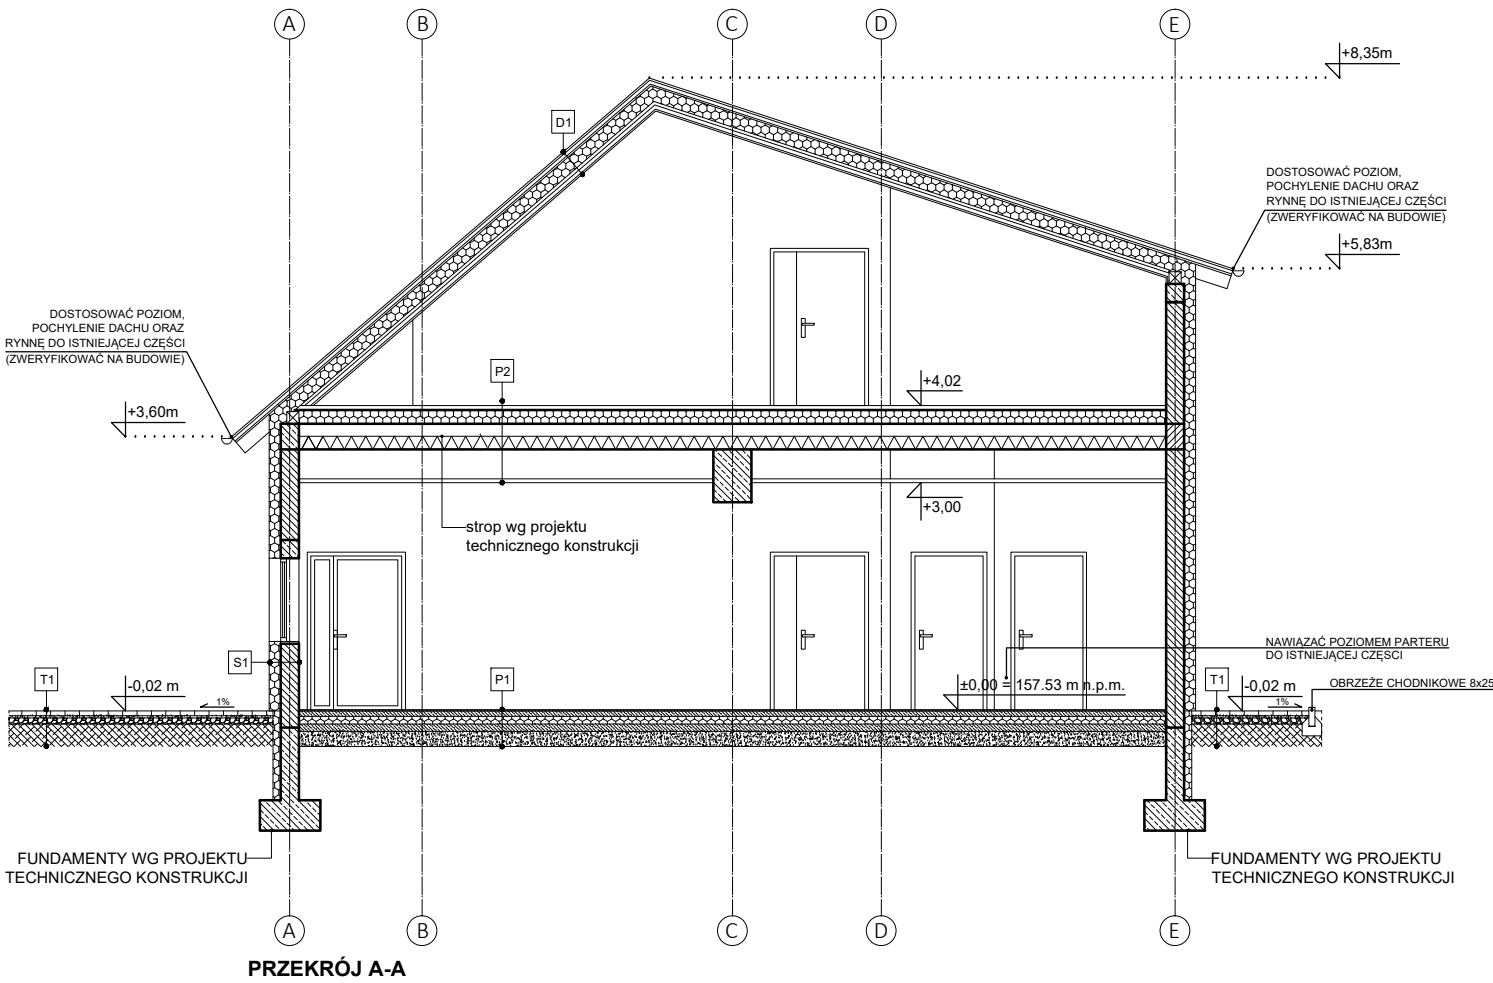 A
B
C
D
E
+8,35m
D1
DOSTOSOWAĆ POZIOM,
POCHYLENIE DACHU ORAZ
RYNNĘ DO ISTNIEJĄCEJ CZĘŚCI
(ZWERYFIKOWAĆ NA BUDOWIE)
+5,83m
DOSTOSOWAĆ POZIOM,
POCHYLENIE DACHU ORAZ
RYNNĘ DO ISTNIEJĄCEJ CZĘŚCI
(ZWERYFIKOWAĆ NA BUDOWIE)
P2
+4,02
+3,60m
+3,00
strop wg projektu
technicznego konstrukcji
S1
NAWIĄZAĆ POZIOMEM PARTERU
DO ISTNIEJĄCEJ CZĘSCI
T1
-0,02 m
1%
P1
±0,00 = 157.53 m n.p.m.
T1
-0,02 m
1%
OBRZEŻE CHODNIKOWE 8x25
FUNDAMENTY WG PROJEKTU
TECHNICZNEGO KONSTRUKCJI
FUNDAMENTY WG PROJEKTU
TECHNICZNEGO KONSTRUKCJI
A
B
C
D
E
PRZEKRÓJ A-A